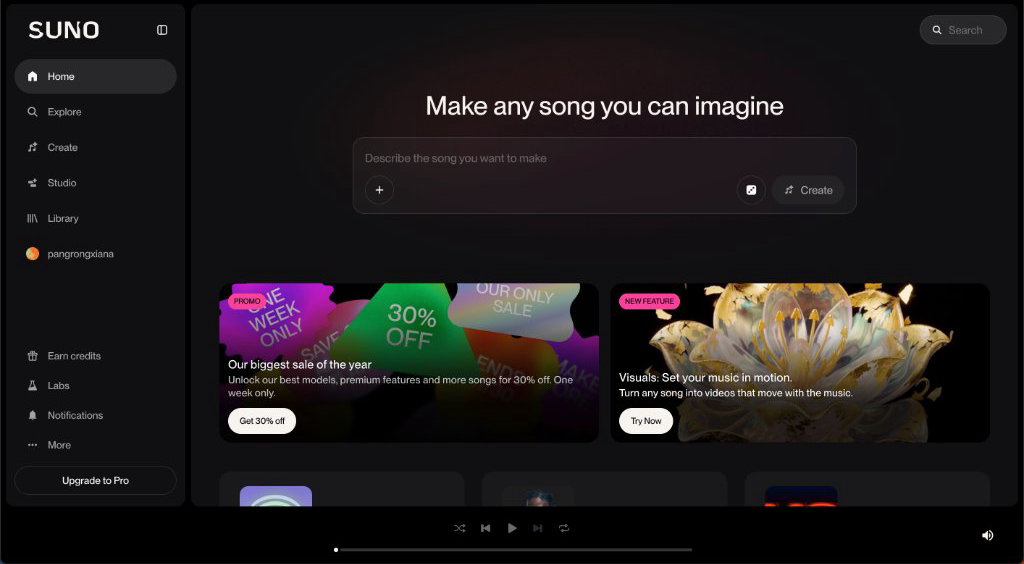 SUNO
Home
Explore
Create
Studio
Library
pangrongxiana
Earn credits
Labs
Notifications
More
Upgrade to Pro
Search
Make any song you can imagine
Describe the song you want to make
Create
PROMO
ONE
WEEK
ONLY
SAVE
30%
OFF
OUR ONLY
SALE
ENDS
Our biggest sale of the year
Unlock our best models, premium features and more songs for 30% off. One
week only.
Get 30% off
NEW FEATURE
Visuals: Set your music in motion.
Turn any song into videos that move with the music.
Try Now